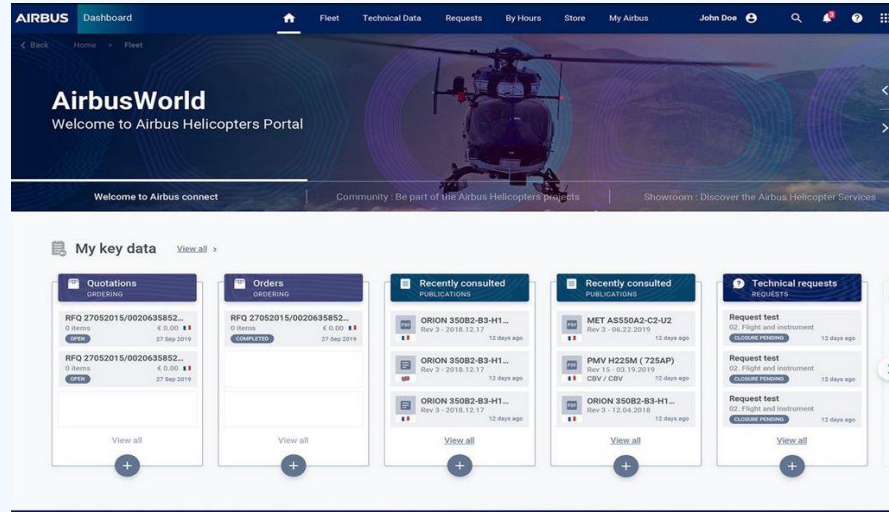 AIRBUS Dashboard Fleet Technical Data Requests By Hours Store My Airbus John Doe 3 ?
Back Home Fleet
AirbusWorld
Welcome to Airbus Helicopters Portal
Welcome to Airbus connect
Community : Be part of the Airbus Helicopters projects
Showroom : Discover the Airbus Helicopter Services
My key data View all >
Quotations
ORDERING
RFQ 27052015/0020635852...
0 items € 0.00
OPEN 27 Sep 2019
RFQ 27052015/0020635852...
0 items € 0.00
OPEN 27 Sep 2019
View all
+
Orders
ORDERING
RFQ 27052015/0020635852...
0 items € 0.00
COMPLETED 27 Sep 2019
View all
+
Recently consulted
PUBLICATIONS
ORION 350B2-B3-H1...
Rev 3 - 2018.12.17
12 days ago
ORION 350B2-B3-H1...
Rev 3 - 2018.12.17
12 days ago
ORION 350B2-B3-H1...
Rev 3 - 2018.12.17
12 days ago
View all
+
Recently consulted
PUBLICATIONS
MET AS550A2-C2-U2
Rev 3 - 06.22.2019
12 days ago
PMV H225M ( 725AP)
Rev 15 - 03.19.2019
CBV / CBV 12 days ago
ORION 350B2-B3-H1...
Rev 3 - 12.04.2018
12 days ago
View all
+
Technical requests
REQUESTS
Request test
02. Flight and instrument
CLOSURE PENDING 12 days ago
Request test
02. Flight and instrument
CLOSURE PENDING 12 days ago
Request test
02. Flight and instrument
CLOSURE PENDING 12 days ago
View all
+